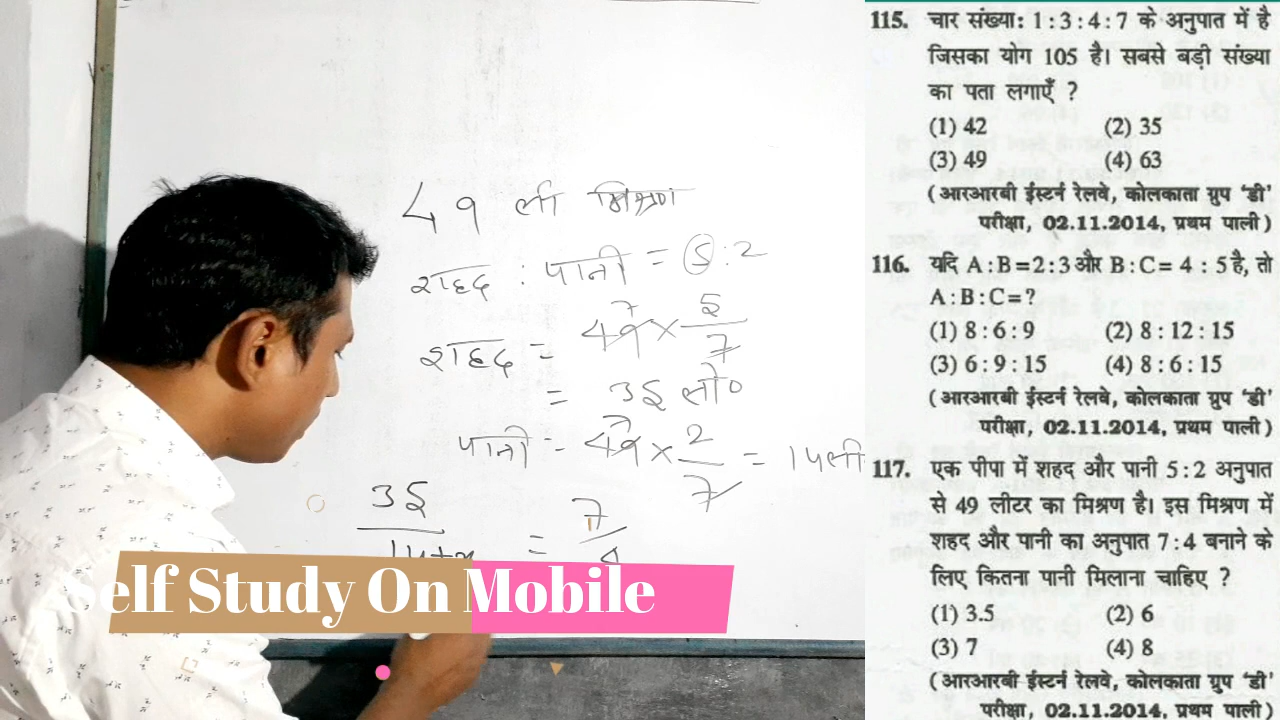 49 ली मिश्रण
शहद : पानी = 5:2
शहद = 49 7 × 5/7
= 35 ली०
पानी = 49 7 × 2/7 = 14ली
35/14+x = 7/4
Self Study On Mobile
115. चार संख्या: 1 : 3 : 4 : 7 के अनुपात में है
जिसका योग 105 है। सबसे बड़ी संख्या
का पता लगाएँ ?
(1) 42 (2) 35
(3) 49 (4) 63
(आरआरबी ईस्टर्न रेलवे, कोलकाता ग्रुप ‘डी’
परीक्षा, 02.11.2014, प्रथम पाली)
116. यदि A : B = 2 : 3 और B : C = 4 : 5 है, तो
A : B : C = ?
(1) 8 : 6 : 9 (2) 8 : 12 : 15
(3) 6 : 9 : 15 (4) 8 : 6 : 15
(आरआरबी ईस्टर्न रेलवे, कोलकाता ग्रुप ‘डी’
परीक्षा, 02.11.2014, प्रथम पाली)
117. एक पीपा में शहद और पानी 5 : 2 अनुपात
से 49 लीटर का मिश्रण है। इस मिश्रण में
शहद और पानी का अनुपात 7 : 4 बनाने के
लिए कितना पानी मिलाना चाहिए ?
(1) 3.5 (2) 6
(3) 7 (4) 8
(आरआरबी ईस्टर्न रेलवे, कोलकाता ग्रुप ‘डी’
परीक्षा, 02.11.2014, प्रथम पाली)